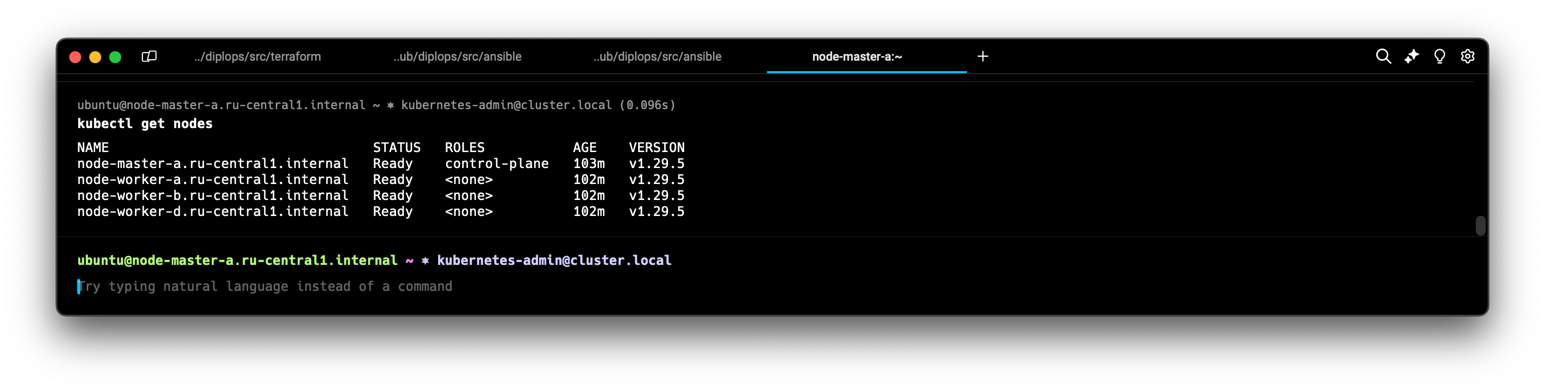 ../diplops/src/terraform ..ub/diplops/src/ansible ..ub/diplops/src/ansible node-master-a:~ +
ubuntu@node-master-a.ru-central1.internal ~ ⎈ kubernetes-admin@cluster.local (0.096s)
kubectl get nodes
NAME STATUS ROLES AGE VERSION
node-master-a.ru-central1.internal Ready control-plane 103m v1.29.5
node-worker-a.ru-central1.internal Ready <none> 102m v1.29.5
node-worker-b.ru-central1.internal Ready <none> 102m v1.29.5
node-worker-d.ru-central1.internal Ready <none> 102m v1.29.5
ubuntu@node-master-a.ru-central1.internal ~ ⎈ kubernetes-admin@cluster.local
Try typing natural language instead of a command